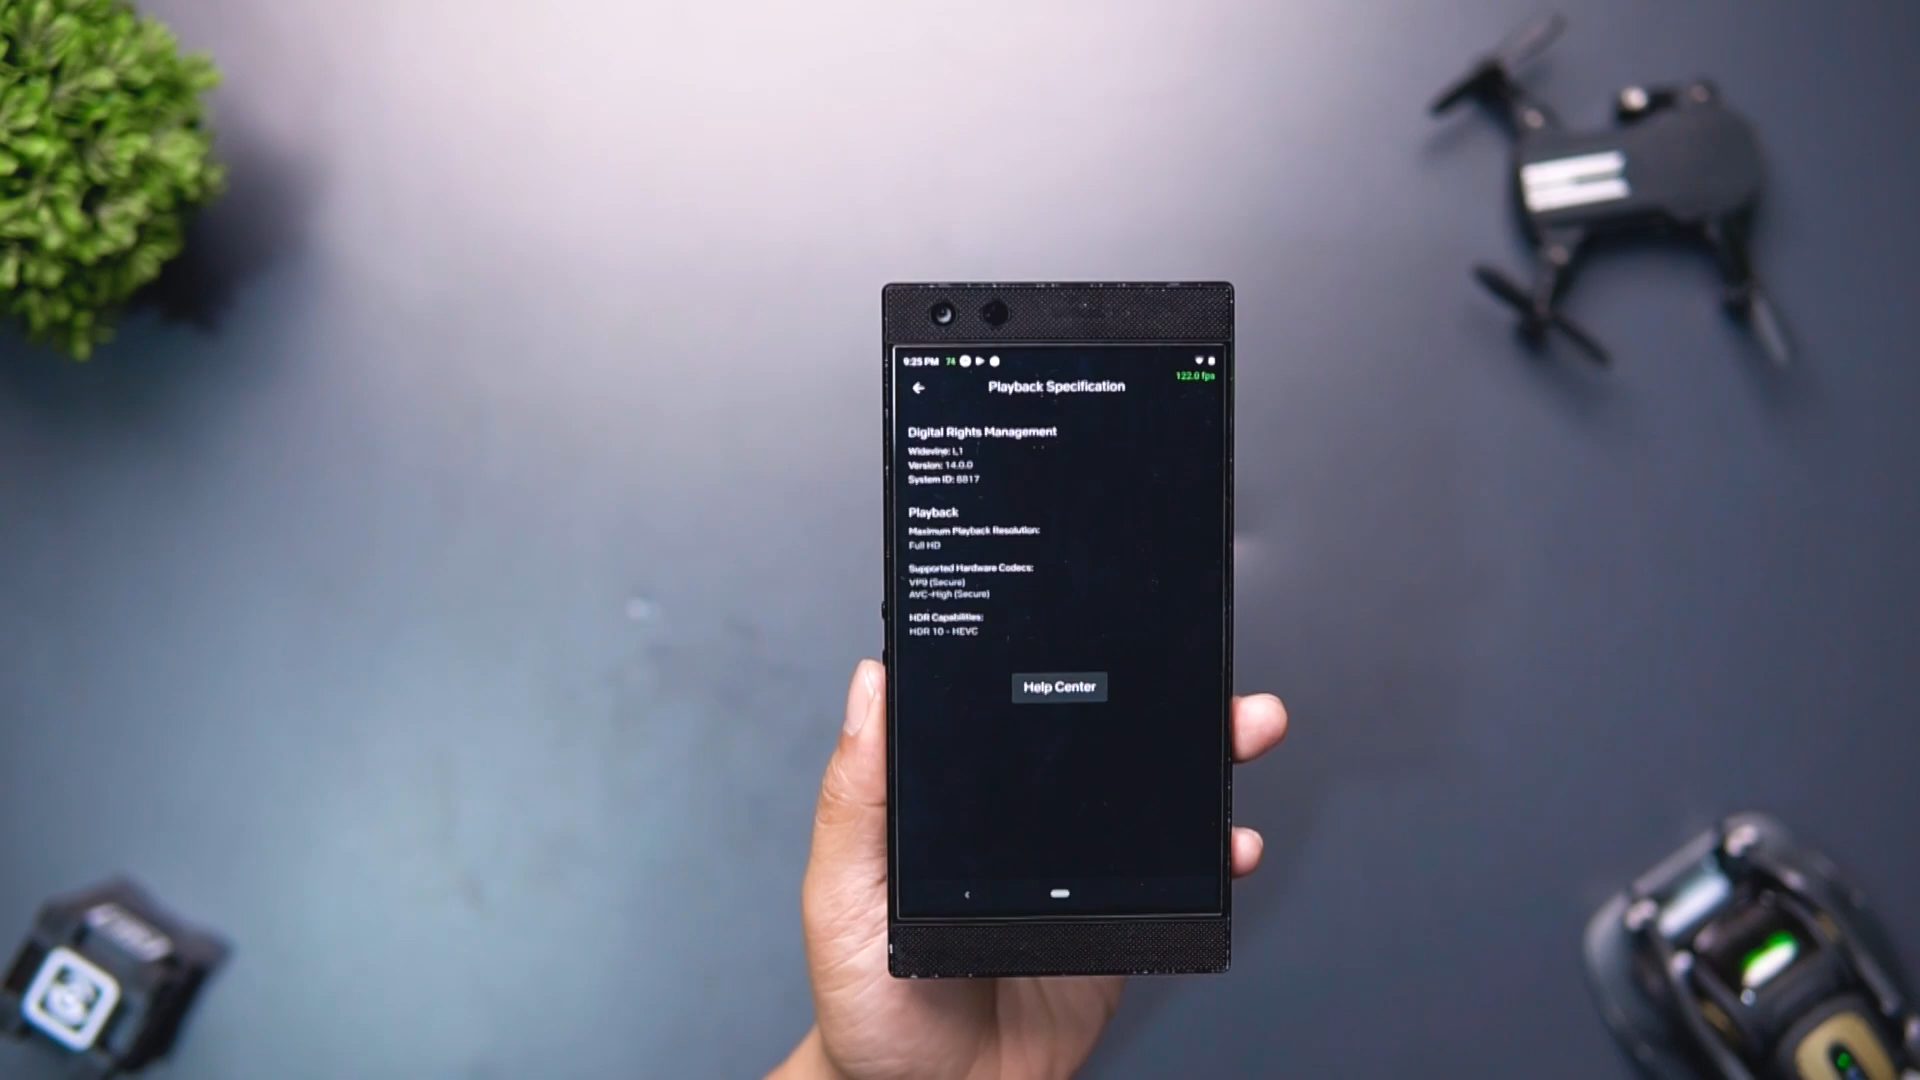 9:25 PM 74
122.0 fps
Playback Specification
Digital Rights Management
Widevine: L1
Version: 14.0.0
System ID: 8817
Playback
Maximum Playback Resolution:
Full HD
Supported Hardware Codecs:
VP9 (Secure)
AVC-High (Secure)
HDR Capabilities:
HDR 10 - HEVC
Help Center